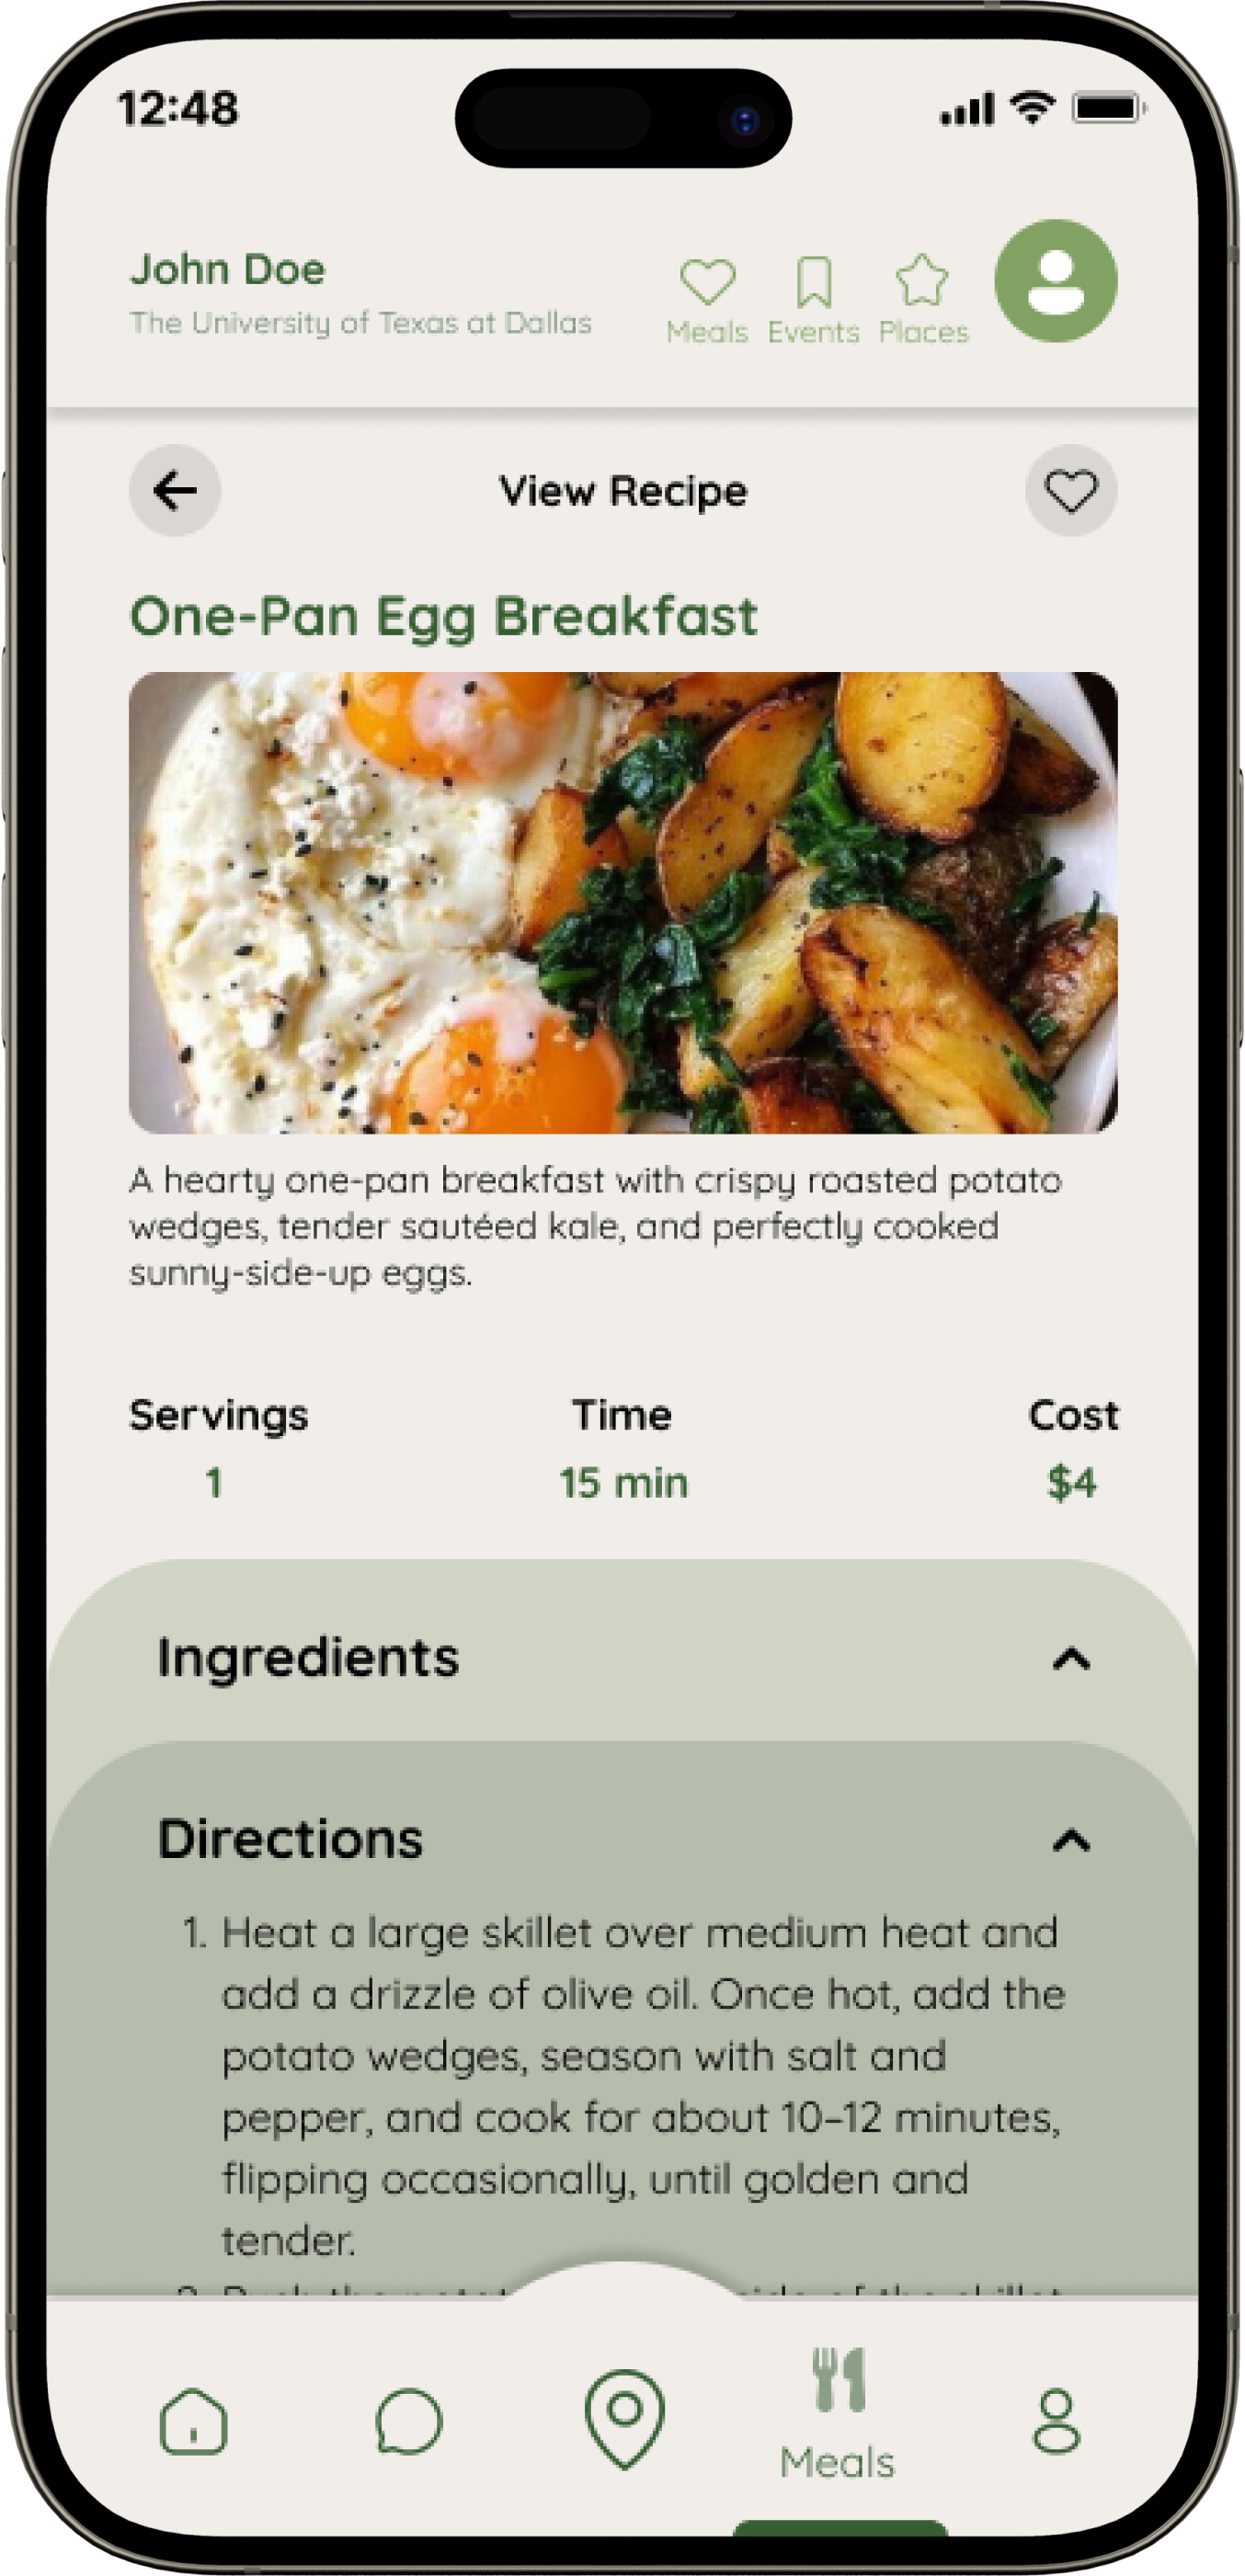 12:48
John Doe
The University of Texas at Dallas
Meals Events Places
View Recipe
One-Pan Egg Breakfast
A hearty one-pan breakfast with crispy roasted potato
wedges, tender sautéed kale, and perfectly cooked
sunny-side-up eggs.
Servings Time Cost
1 15 min $4
Ingredients
Directions
1. Heat a large skillet over medium heat and
add a drizzle of olive oil. Once hot, add the
potato wedges, season with salt and
pepper, and cook for about 10–12 minutes,
flipping occasionally, until golden and
tender.
Meals